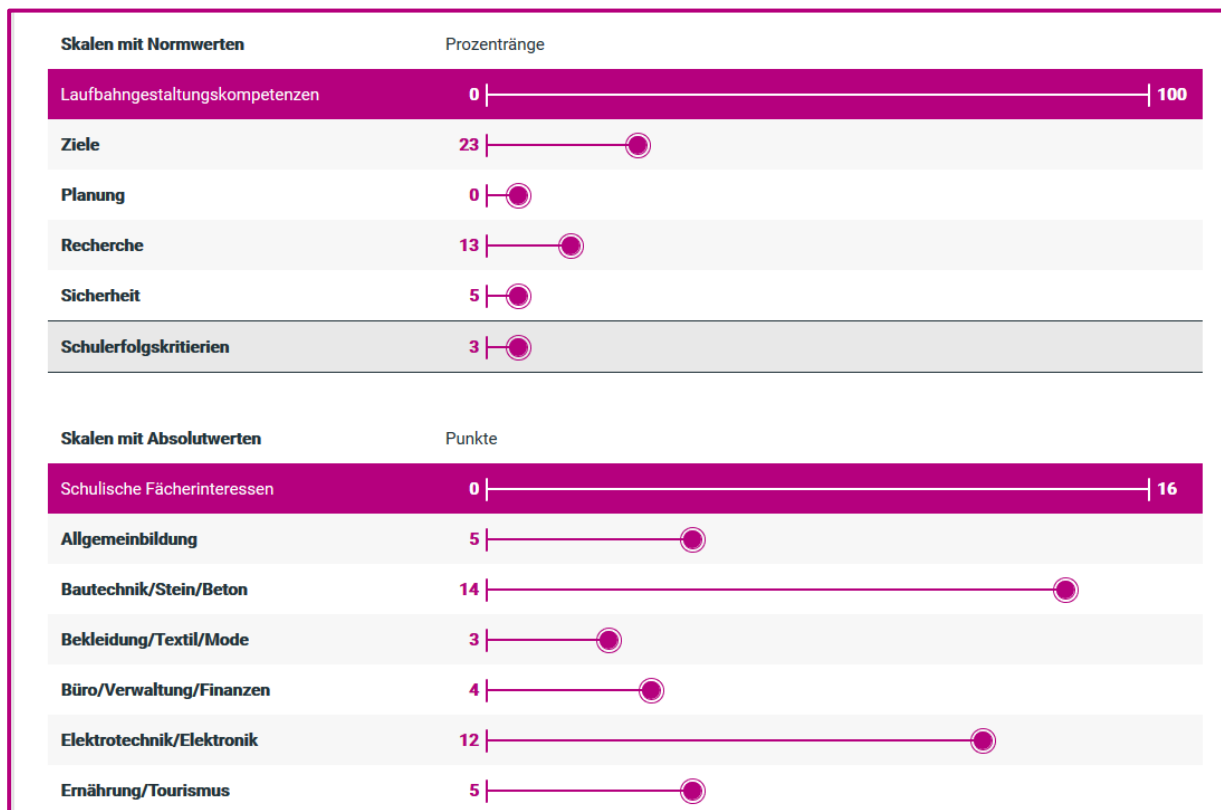 Skalen mit Normwerten Prozentränge
Laufbahngestaltungskompetenzen 0 100
Ziele 23
Planung 0
Recherche 13
Sicherheit 5
Schulerfolgskritierien 3
Skalen mit Absolutwerten Punkte
Schulische Fächerinteressen 0 16
Allgemeinbildung 5
Bautechnik/Stein/Beton 14
Bekleidung/Textil/Mode 3
Büro/Verwaltung/Finanzen 4
Elektrotechnik/Elektronik 12
Ernährung/Tourismus 5